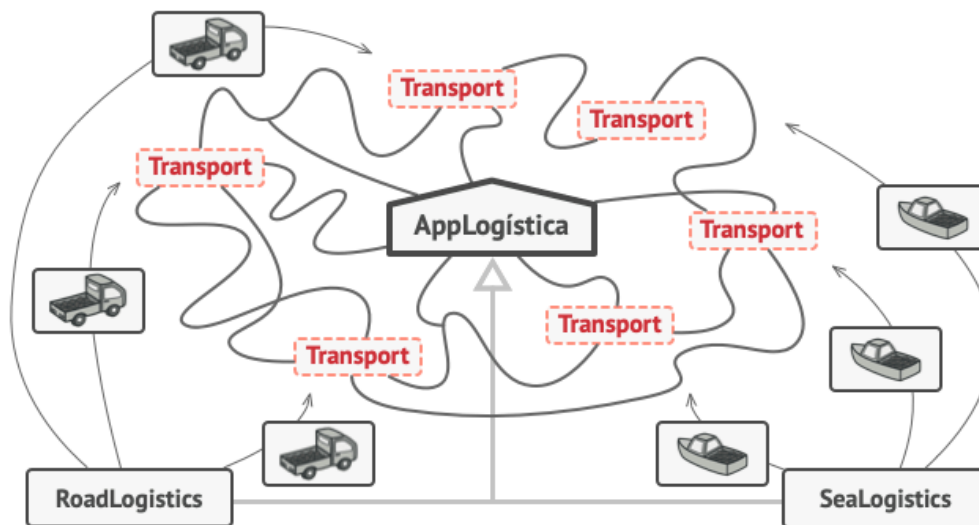 Transport
Transport
Transport
AppLogística
Transport
Transport
Transport
RoadLogistics
SeaLogistics